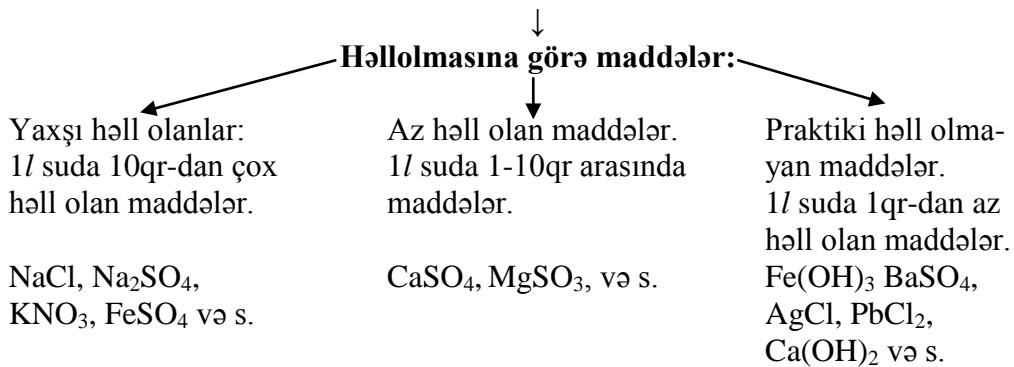 Həllolmasına görə maddələr:
Yaxşı həll olanlar:
1l suda 10qr-dan çox
həll olan maddələr.
NaCl, Na₂SO₄,
KNO₃, FeSO₄ və s.
Az həll olan maddələr.
1l suda 1-10qr arasında
maddələr.
CaSO₄, MgSO₃, və s.
Praktiki həll olma-
yan maddələr.
1l suda 1qr-dan az
həll olan maddələr.
Fe(OH)₃ BaSO₄,
AgCl, PbCl₂,
Ca(OH)₂ və s.